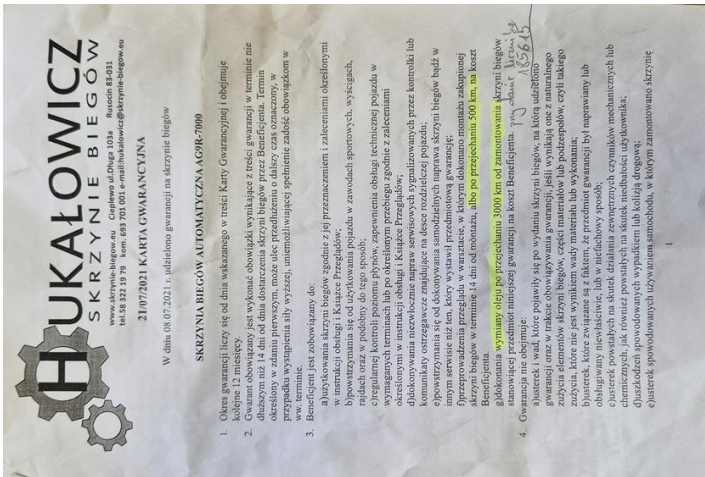 HUKAŁOWICZ
SKRZYNIE BIEGÓW
www.skrzynie-biegow.eu Cieplewo ul.Długa 103a Rusocin 83-031
tel.58 322 19 79 kom. 693 701 001 e-mail:hukalowicz@skrzynie-biegow.eu
21/07/2021 KARTA GWARANCYJNA
W dniu 08.07.2021 r. udzielono gwarancji na skrzynie biegów
SKRZYNIA BIEGÓW AUTOMATYCZNA AG9R-7000
1. Okres gwarancji liczy się od dnia wskazanego w treści Karty Gwarancyjnej i obejmuje
kolejne 12 miesięcy.
2. Gwarant obowiązany jest wykonać obowiązki wynikające z treści gwarancji w terminie nie
dłuższym niż 14 dni od dnia dostarczenia skrzyni biegów przez Beneficjenta. Termin
określony w zdaniu pierwszym, może ulec przedłużeniu o dalszy czas oznaczony, w
przypadku wystąpienia siły wyższej, uniemożliwiającej spełnienie zadość obowiązkom w
ww. terminie.
3. Beneficjent jest zobowiązany do:
a)użytkowania skrzyni biegów zgodnie z jej przeznaczeniem i zaleceniami określonymi
w instrukcji obsługi i Książce Przeglądów;
b)powstrzymania się od użytkowania pojazdu w zawodach sportowych, wyścigach,
rajdach oraz w podobny do tego sposób;
c)regularnej kontroli poziomu płynów, zapewnienia obsługi technicznej pojazdu w
wymaganych terminach lub po określonym przebiegu zgodnie z zaleceniami
określonymi w instrukcji obsługi i Książce Przeglądów;
d)dokonywania niezwłocznie napraw serwisowych sygnalizowanych przez kontrolki lub
komunikaty ostrzegawcze znajdujące na desce rozdzielczej pojazdu;
e)powstrzymania się od dokonywania samodzielnych napraw skrzyni biegów bądź w
innym serwisie niż ten, który wystawił przedmiotową gwarancję;
f)przeprowadzenia przeglądu w warsztacie, w którym dokonano montażu zakupionej
skrzyni biegów w terminie 14 dni od montażu, albo po przejechaniu 500 km, na koszt
Beneficjenta.
g)dokonania wymiany oleju po przejechaniu 3000 km od zamontowania skrzyni biegów
stanowiącej przedmiot niniejszej gwarancji na koszt Beneficjenta.
przy stanie licznika
185615
4. Gwarancja nie obejmuje:
a)usterek i wad, które pojawiły się po wydaniu skrzyni biegów, na którą udzielono
gwarancji oraz w trakcie obowiązywania gwarancji, jeśli wynikają one z naturalnego
zużycia elementów skrzyni biegów, części materiałów lub podzespołów, czyli takiego
zużycia, które nie jest wynikiem wady materiału lub wykonania;
b)usterek, które związane są z faktem, że przedmiot gwarancji był naprawiany lub
obsługiwany niewłaściwie, lub w niefachowy sposób;
c)usterek powstałych na skutek działania zewnętrznych czynników mechanicznych lub
chemicznych, jak również powstałych na skutek niedbałości użytkownika;
d)uszkodzeń spowodowanych wypadkiem lub kolizją drogową;
e)usterek spowodowanych używaniem samochodu, w którym zamontowano skrzynię
1